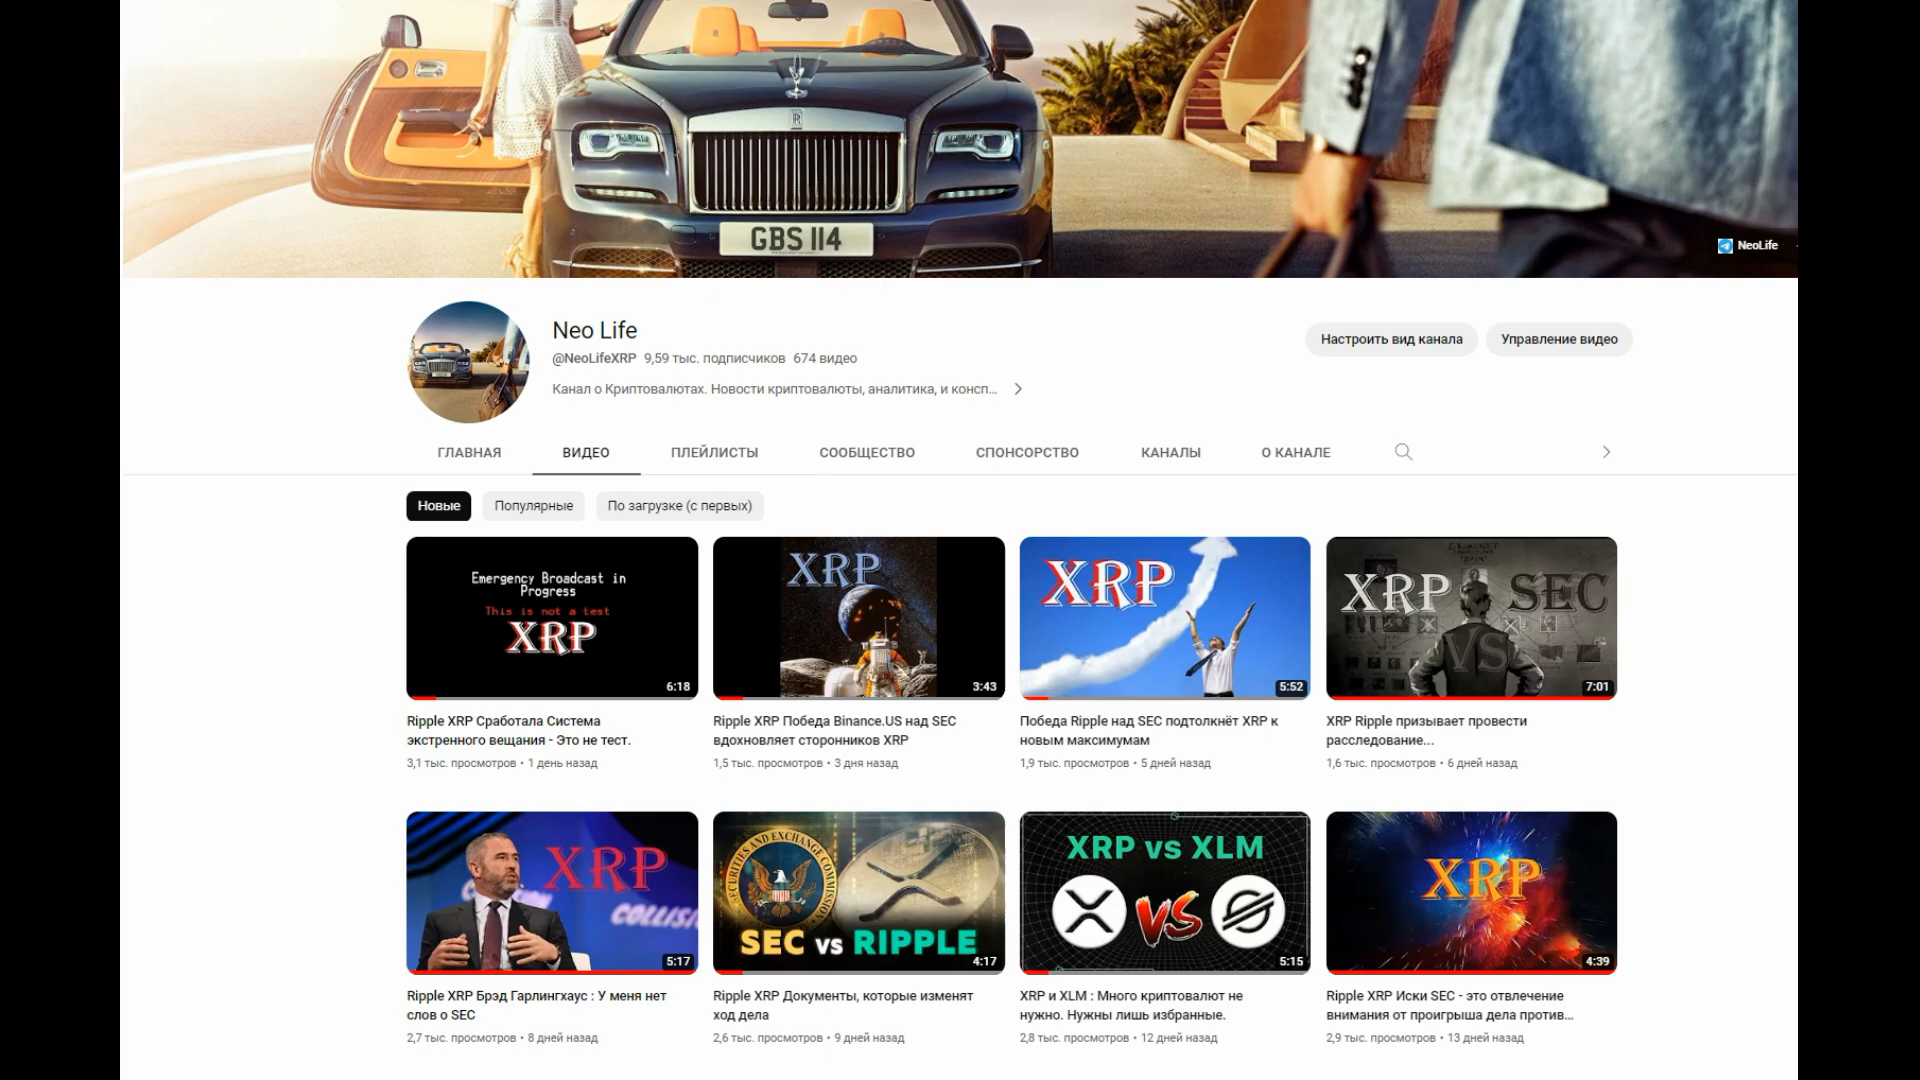 GBS 114
NeoLife
Neo Life
@NeoLifeXRP 9,59 тыс. подписчиков 674 видео
Канал о Криптовалютах. Новости криптовалюты, аналитика, и консп...
Настроить вид канала
Управление видео
ГЛАВНАЯ
ВИДЕО
ПЛЕЙЛИСТЫ
СООБЩЕСТВО
СПОНСОРСТВО
КАНАЛЫ
О КАНАЛЕ
Новые
Популярные
По загрузке (с первых)
Emergency Broadcast in
Progress
This is not a test
XRP
6:18
XRP
3:43
XRP
5:52
XRP SEC
VS
7:01
Ripple XRP Сработала Система
экстренного вещания - Это не тест.
3,1 тыс. просмотров • 1 день назад
Ripple XRP Победа Binance.US над SEC
вдохновляет сторонников XRP
1,5 тыс. просмотров • 3 дня назад
Победа Ripple над SEC подтолкнёт XRP к
новым максимумам
1,9 тыс. просмотров • 5 дней назад
XRP Ripple призывает провести
расследование...
1,6 тыс. просмотров • 6 дней назад
XRP
5:17
SECURITIES AND EXCHANGE COMMISSION
SEC vs RIPPLE
4:17
XRP vs XLM
VS
5:15
XRP
4:39
Ripple XRP Брэд Гарлингхаус : У меня нет
слов о SEC
2,7 тыс. просмотров • 8 дней назад
Ripple XRP Документы, которые изменят
ход дела
2,6 тыс. просмотров • 9 дней назад
XRP и XLM : Много криптовалют не
нужно. Нужны лишь избранные.
2,8 тыс. просмотров • 12 дней назад
Ripple XRP Иски SEC - это отвлечение
внимания от проигрыша дела против...
2,9 тыс. просмотров • 13 дней назад